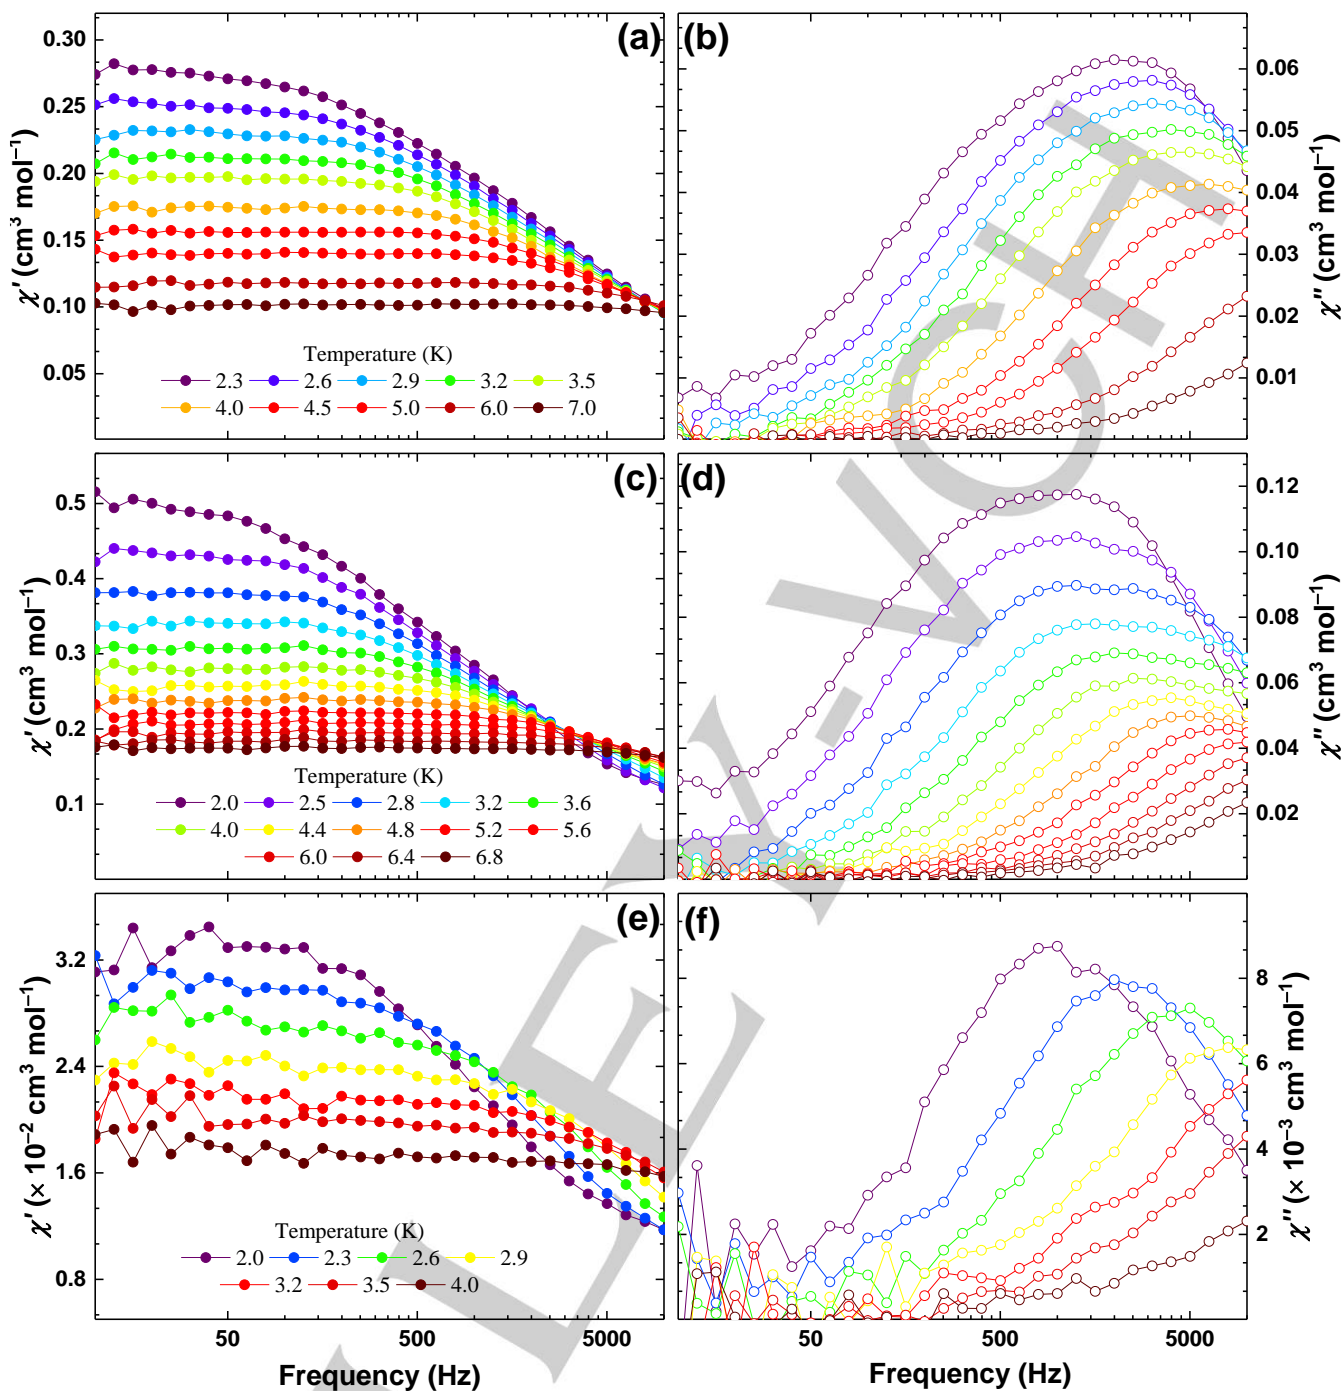 (a)
0.30
0.25
0.20
0.15
0.10
0.05
χ′ (cm³ mol⁻¹)
Temperature (K)
2.3 2.6 2.9 3.2 3.5
4.0 4.5 5.0 6.0 7.0
(b)
0.06
0.05
0.04
0.03
0.02
0.01
χ″ (cm³ mol⁻¹)
(c)
0.5
0.4
0.3
0.2
0.1
χ′ (cm³ mol⁻¹)
Temperature (K)
2.0 2.5 2.8 3.2 3.6
4.0 4.4 4.8 5.2 5.6
6.0 6.4 6.8
(d)
0.12
0.10
0.08
0.06
0.04
0.02
χ″ (cm³ mol⁻¹)
(e)
3.2
2.4
1.6
0.8
χ′ (× 10⁻² cm³ mol⁻¹)
Temperature (K)
2.0 2.3 2.6 2.9
3.2 3.5 4.0
50 500 5000
Frequency (Hz)
(f)
8
6
4
2
χ″ (× 10⁻³ cm³ mol⁻¹)
50 500 5000
Frequency (Hz)
LEY-VCH